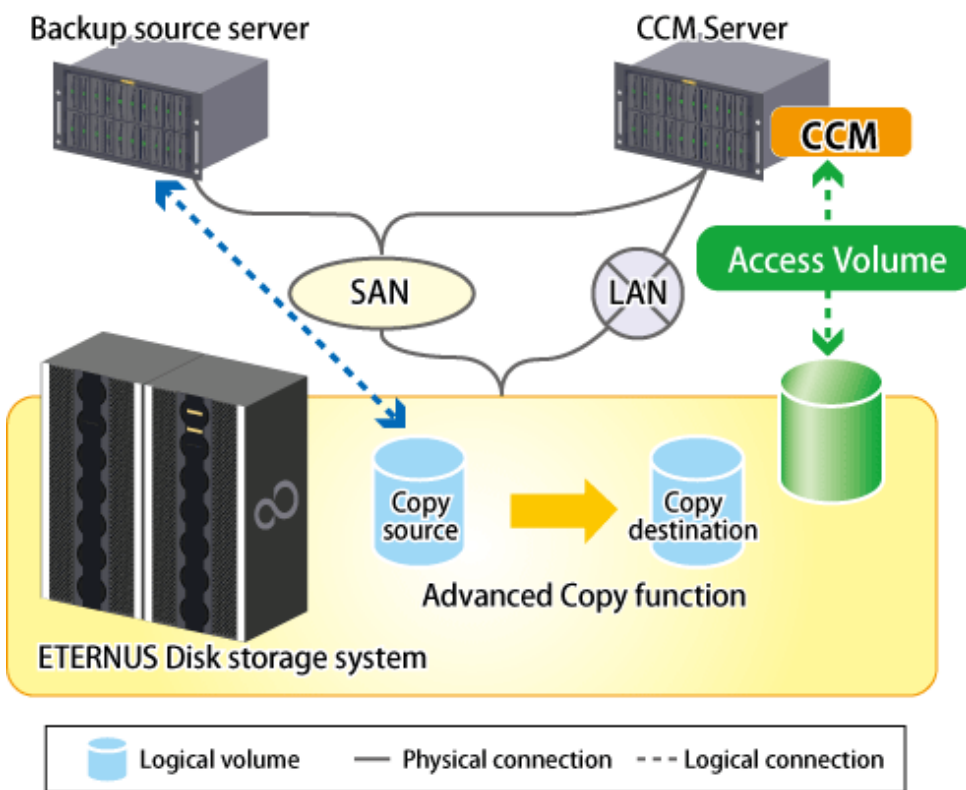 Backup source server
CCM Server
CCM
Access Volume
SAN
LAN
Copy
source
Copy
destination
Advanced Copy function
ETERNUS Disk storage system
Logical volume
Physical connection
Logical connection